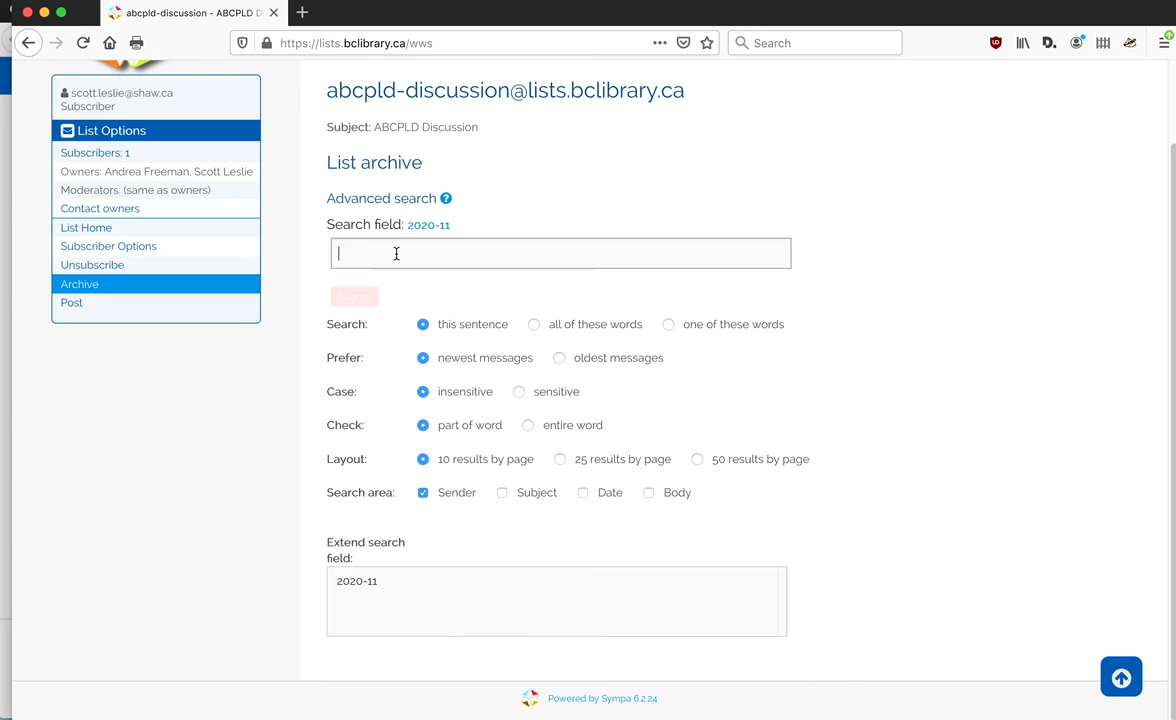 abcpld-discussion - ABCPLD D
https://lists.bclibrary.ca/wws
Search
scott.leslie@shaw.ca
Subscriber
List Options
Subscribers: 1
Owners: Andrea Freeman, Scott Leslie
Moderators: (same as owners)
Contact owners
List Home
Subscriber Options
Unsubscribe
Archive
Post
abcpld-discussion@lists.bclibrary.ca
Subject: ABCPLD Discussion
List archive
Advanced search ?
Search field: 2020-11
Search
Search: this sentence all of these words one of these words
Prefer: newest messages oldest messages
Case: insensitive sensitive
Check: part of word entire word
Layout: 10 results by page 25 results by page 50 results by page
Search area: Sender Subject Date Body
Extend search
field:
2020-11
Powered by Sympa 6.2.24